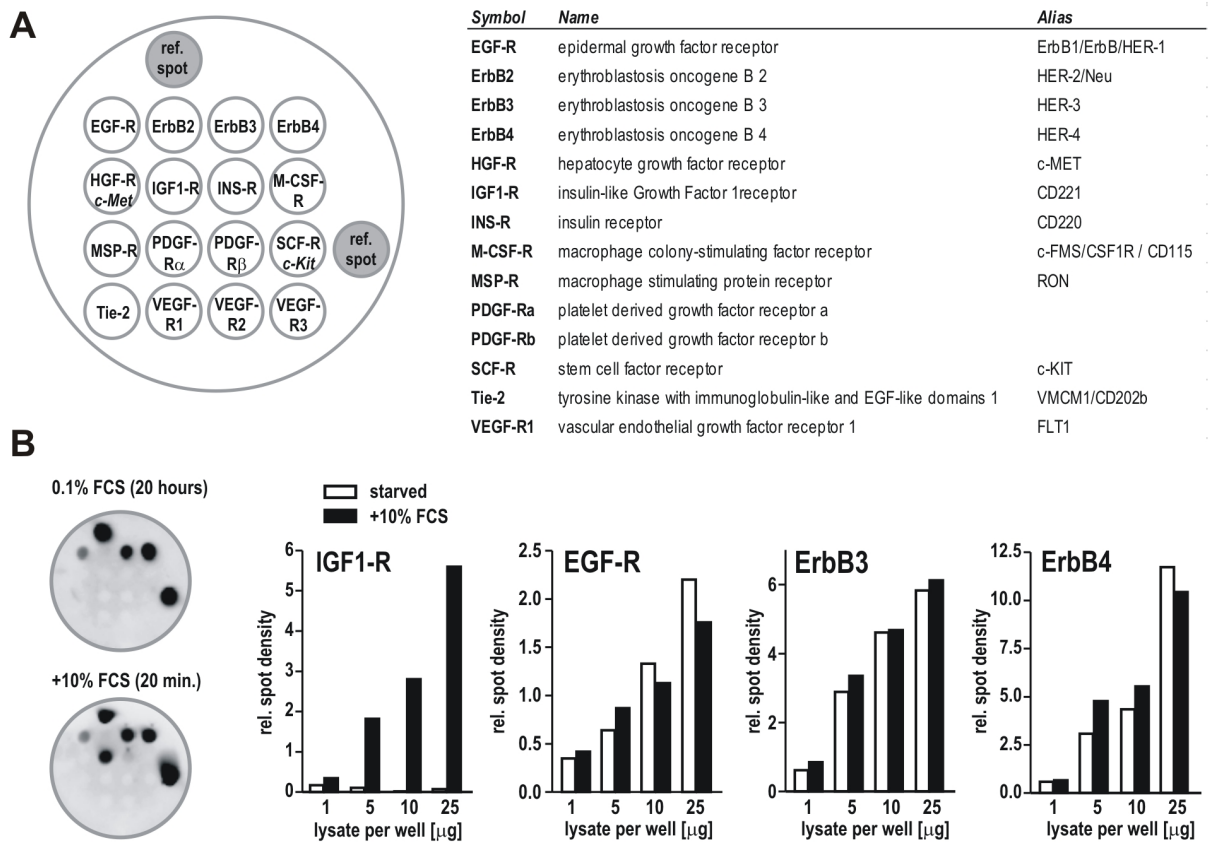 A
ref.
spot
EGF-R ErbB2 ErbB3 ErbB4
HGF-R
c-Met
IGF1-R INS-R
M-CSF-
R
MSP-R
PDGF-
Rα
PDGF-
Rβ
SCF-R
c-Kit
ref.
spot
Tie-2
VEGF-
R1
VEGF-
R2
VEGF-
R3
Symbol Name Alias
EGF-R epidermal growth factor receptor ErbB1/ErbB/HER-1
ErbB2 erythroblastosis oncogene B 2 HER-2/Neu
ErbB3 erythroblastosis oncogene B 3 HER-3
ErbB4 erythroblastosis oncogene B 4 HER-4
HGF-R hepatocyte growth factor receptor c-MET
IGF1-R insulin-like Growth Factor 1receptor CD221
INS-R insulin receptor CD220
M-CSF-R macrophage colony-stimulating factor receptor c-FMS/CSF1R / CD115
MSP-R macrophage stimulating protein receptor RON
PDGF-Ra platelet derived growth factor receptor a
PDGF-Rb platelet derived growth factor receptor b
SCF-R stem cell factor receptor c-KIT
Tie-2 tyrosine kinase with immunoglobulin-like and EGF-like domains 1 VMCM1/CD202b
VEGF-R1 vascular endothelial growth factor receptor 1 FLT1
B
0.1% FCS (20 hours)
+10% FCS (20 min.)
starved
+10% FCS
IGF1-R
rel. spot density
6
5
4
3
2
1
0
1 5 10 25
lysate per well [µg]
EGF-R
rel. spot density
2.5
2.0
1.5
1.0
0.5
0.0
1 5 10 25
lysate per well [µg]
ErbB3
rel. spot density
6
4
2
0
1 5 10 25
lysate per well [µg]
ErbB4
rel. spot density
12.5
10.0
7.5
5.0
2.5
0.0
1 5 10 25
lysate per well [µg]